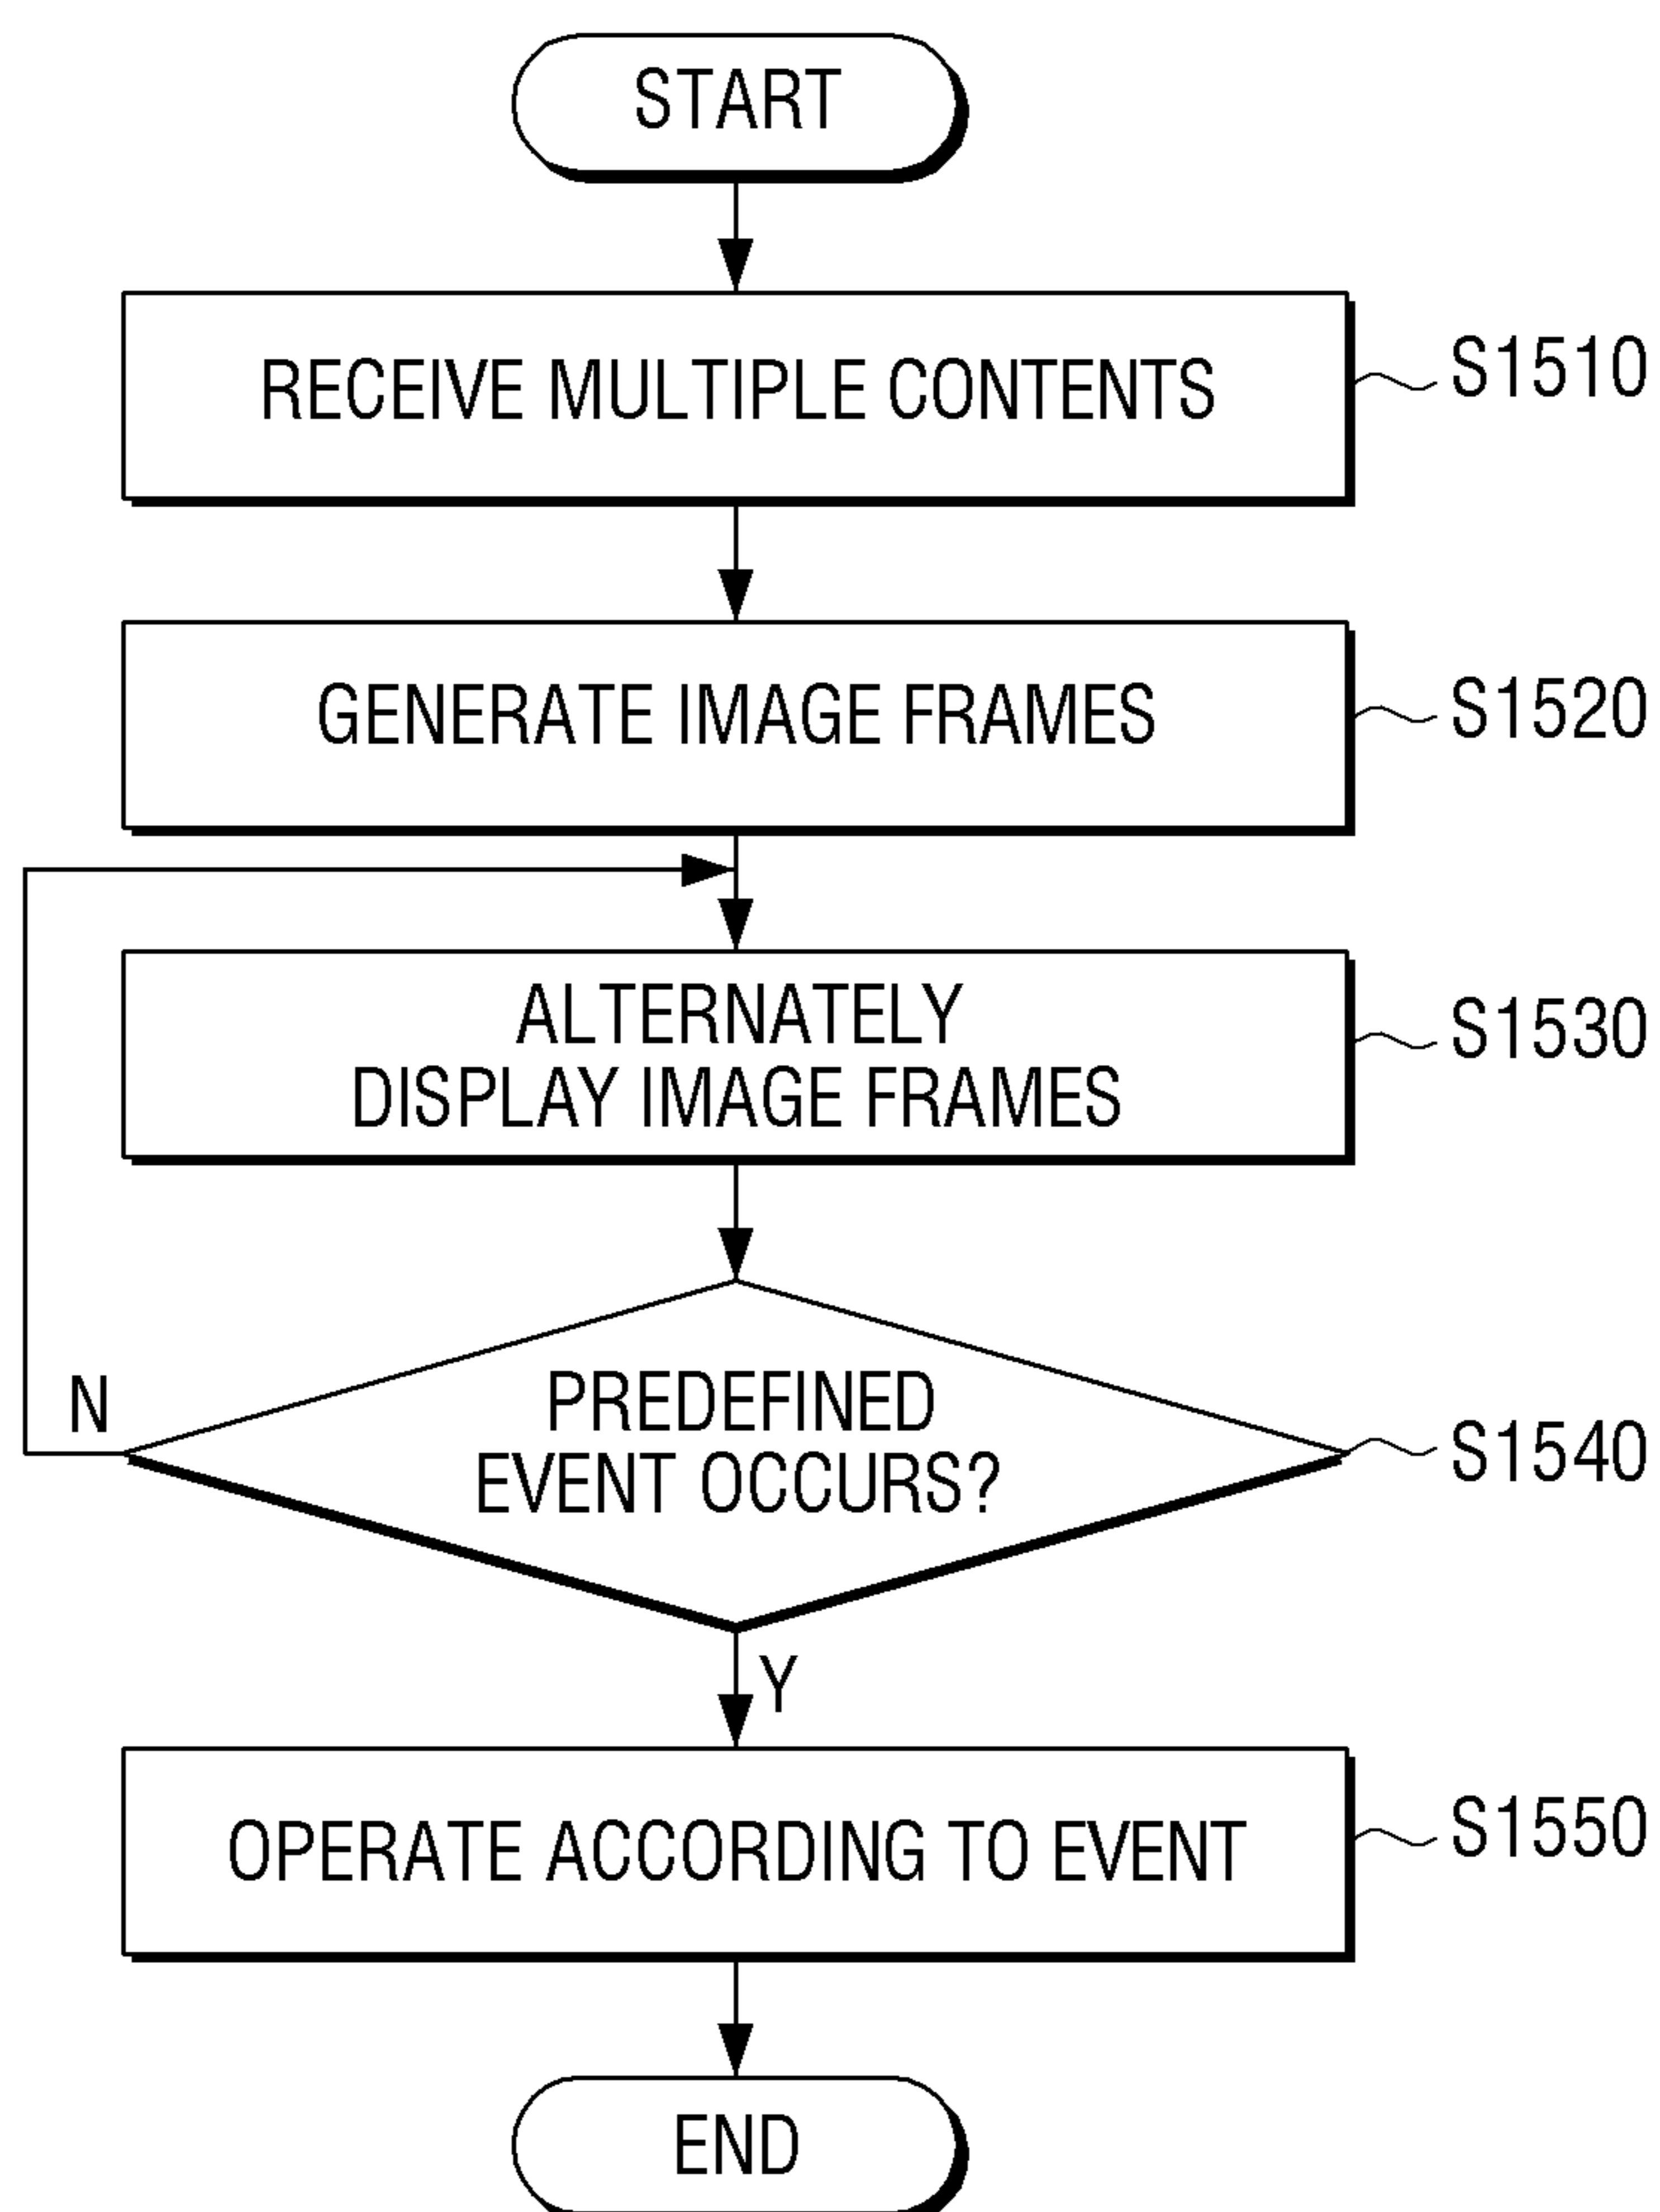 START
RECEIVE MULTIPLE CONTENTS
S1510
GENERATE IMAGE FRAMES
S1520
ALTERNATELY
DISPLAY IMAGE FRAMES
S1530
N
PREDEFINED
EVENT OCCURS?
S1540
Y
OPERATE ACCORDING TO EVENT
S1550
END